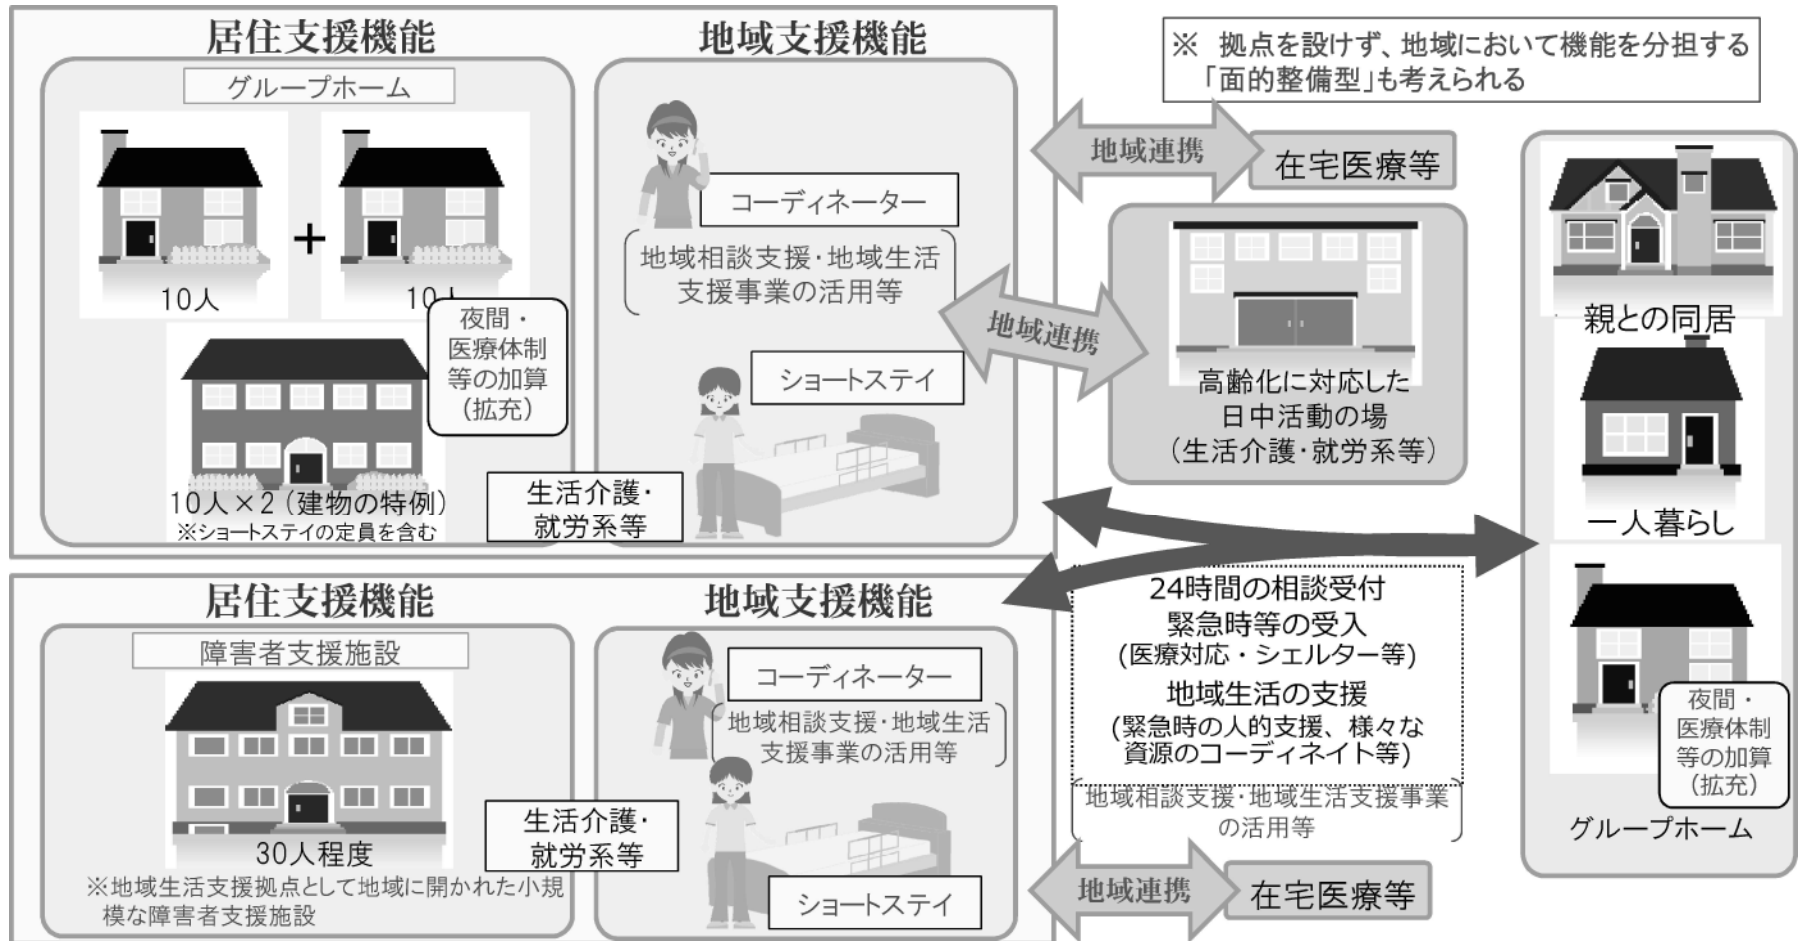 居住支援機能
グループホーム
10人
＋
10人
夜間・
医療体制
等の加算
（拡充）
10人×2（建物の特例）
※ショートステイの定員を含む
地域支援機能
コーディネーター
地域相談支援・地域生活
支援事業の活用等
ショートステイ
生活介護・
就労系等
※　拠点を設けず、地域において機能を分担する
「面的整備型」も考えられる
地域連携
在宅医療等
地域連携
高齢化に対応した
日中活動の場
（生活介護・就労系等）
親との同居
一人暮らし
夜間・
医療体制
等の加算
（拡充）
グループホーム
居住支援機能
障害者支援施設
30人程度
※地域生活支援拠点として地域に開かれた小規
模な障害者支援施設
地域支援機能
コーディネーター
地域相談支援・地域生活
支援事業の活用等
生活介護・
就労系等
ショートステイ
24時間の相談受付
緊急時等の受入
(医療対応・シェルター等)
地域生活の支援
(緊急時の人的支援、様々な
資源のコーディネイト等)
地域相談支援・地域生活支援事業
の活用等
地域連携
在宅医療等